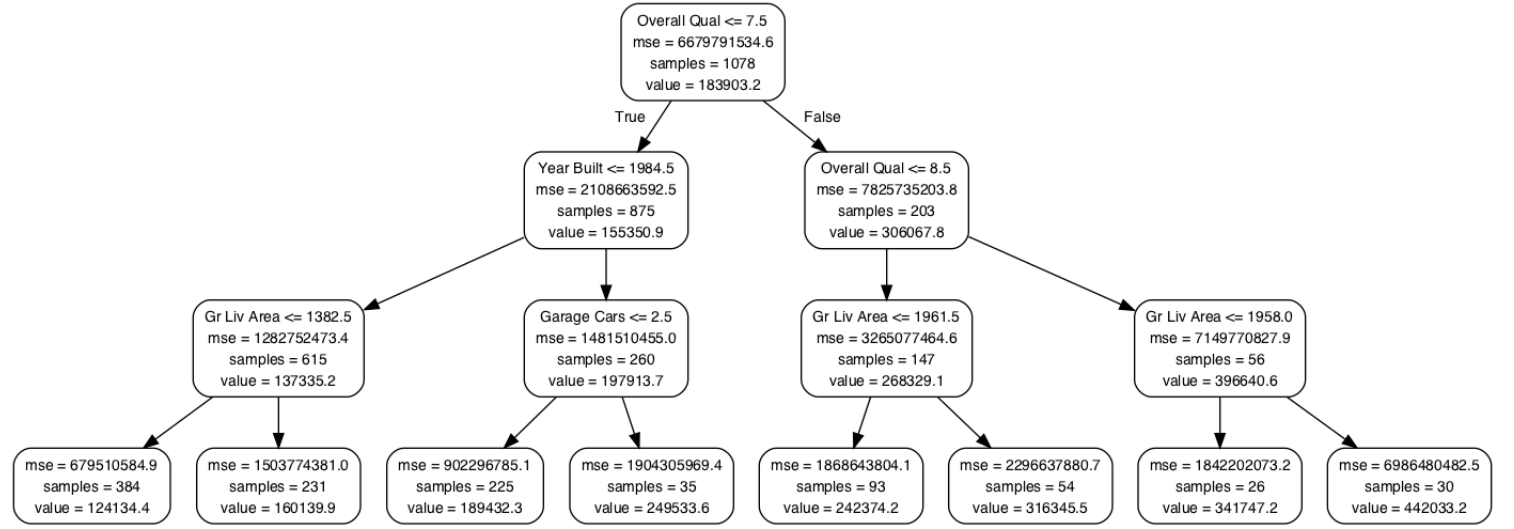 Overall Qual <= 7.5
mse = 6679791534.6
samples = 1078
value = 183903.2
True
False
Year Built <= 1984.5
mse = 2108663592.5
samples = 875
value = 155350.9
Overall Qual <= 8.5
mse = 7825735203.8
samples = 203
value = 306067.8
Gr Liv Area <= 1382.5
mse = 1282752473.4
samples = 615
value = 137335.2
Garage Cars <= 2.5
mse = 1481510455.0
samples = 260
value = 197913.7
Gr Liv Area <= 1961.5
mse = 3265077464.6
samples = 147
value = 268329.1
Gr Liv Area <= 1958.0
mse = 7149770827.9
samples = 56
value = 396640.6
mse = 679510584.9
samples = 384
value = 124134.4
mse = 1503774381.0
samples = 231
value = 160139.9
mse = 902296785.1
samples = 225
value = 189432.3
mse = 1904305969.4
samples = 35
value = 249533.6
mse = 1868643804.1
samples = 93
value = 242374.2
mse = 2296637880.7
samples = 54
value = 316345.5
mse = 1842202073.2
samples = 26
value = 341747.2
mse = 6986480482.5
samples = 30
value = 442033.2